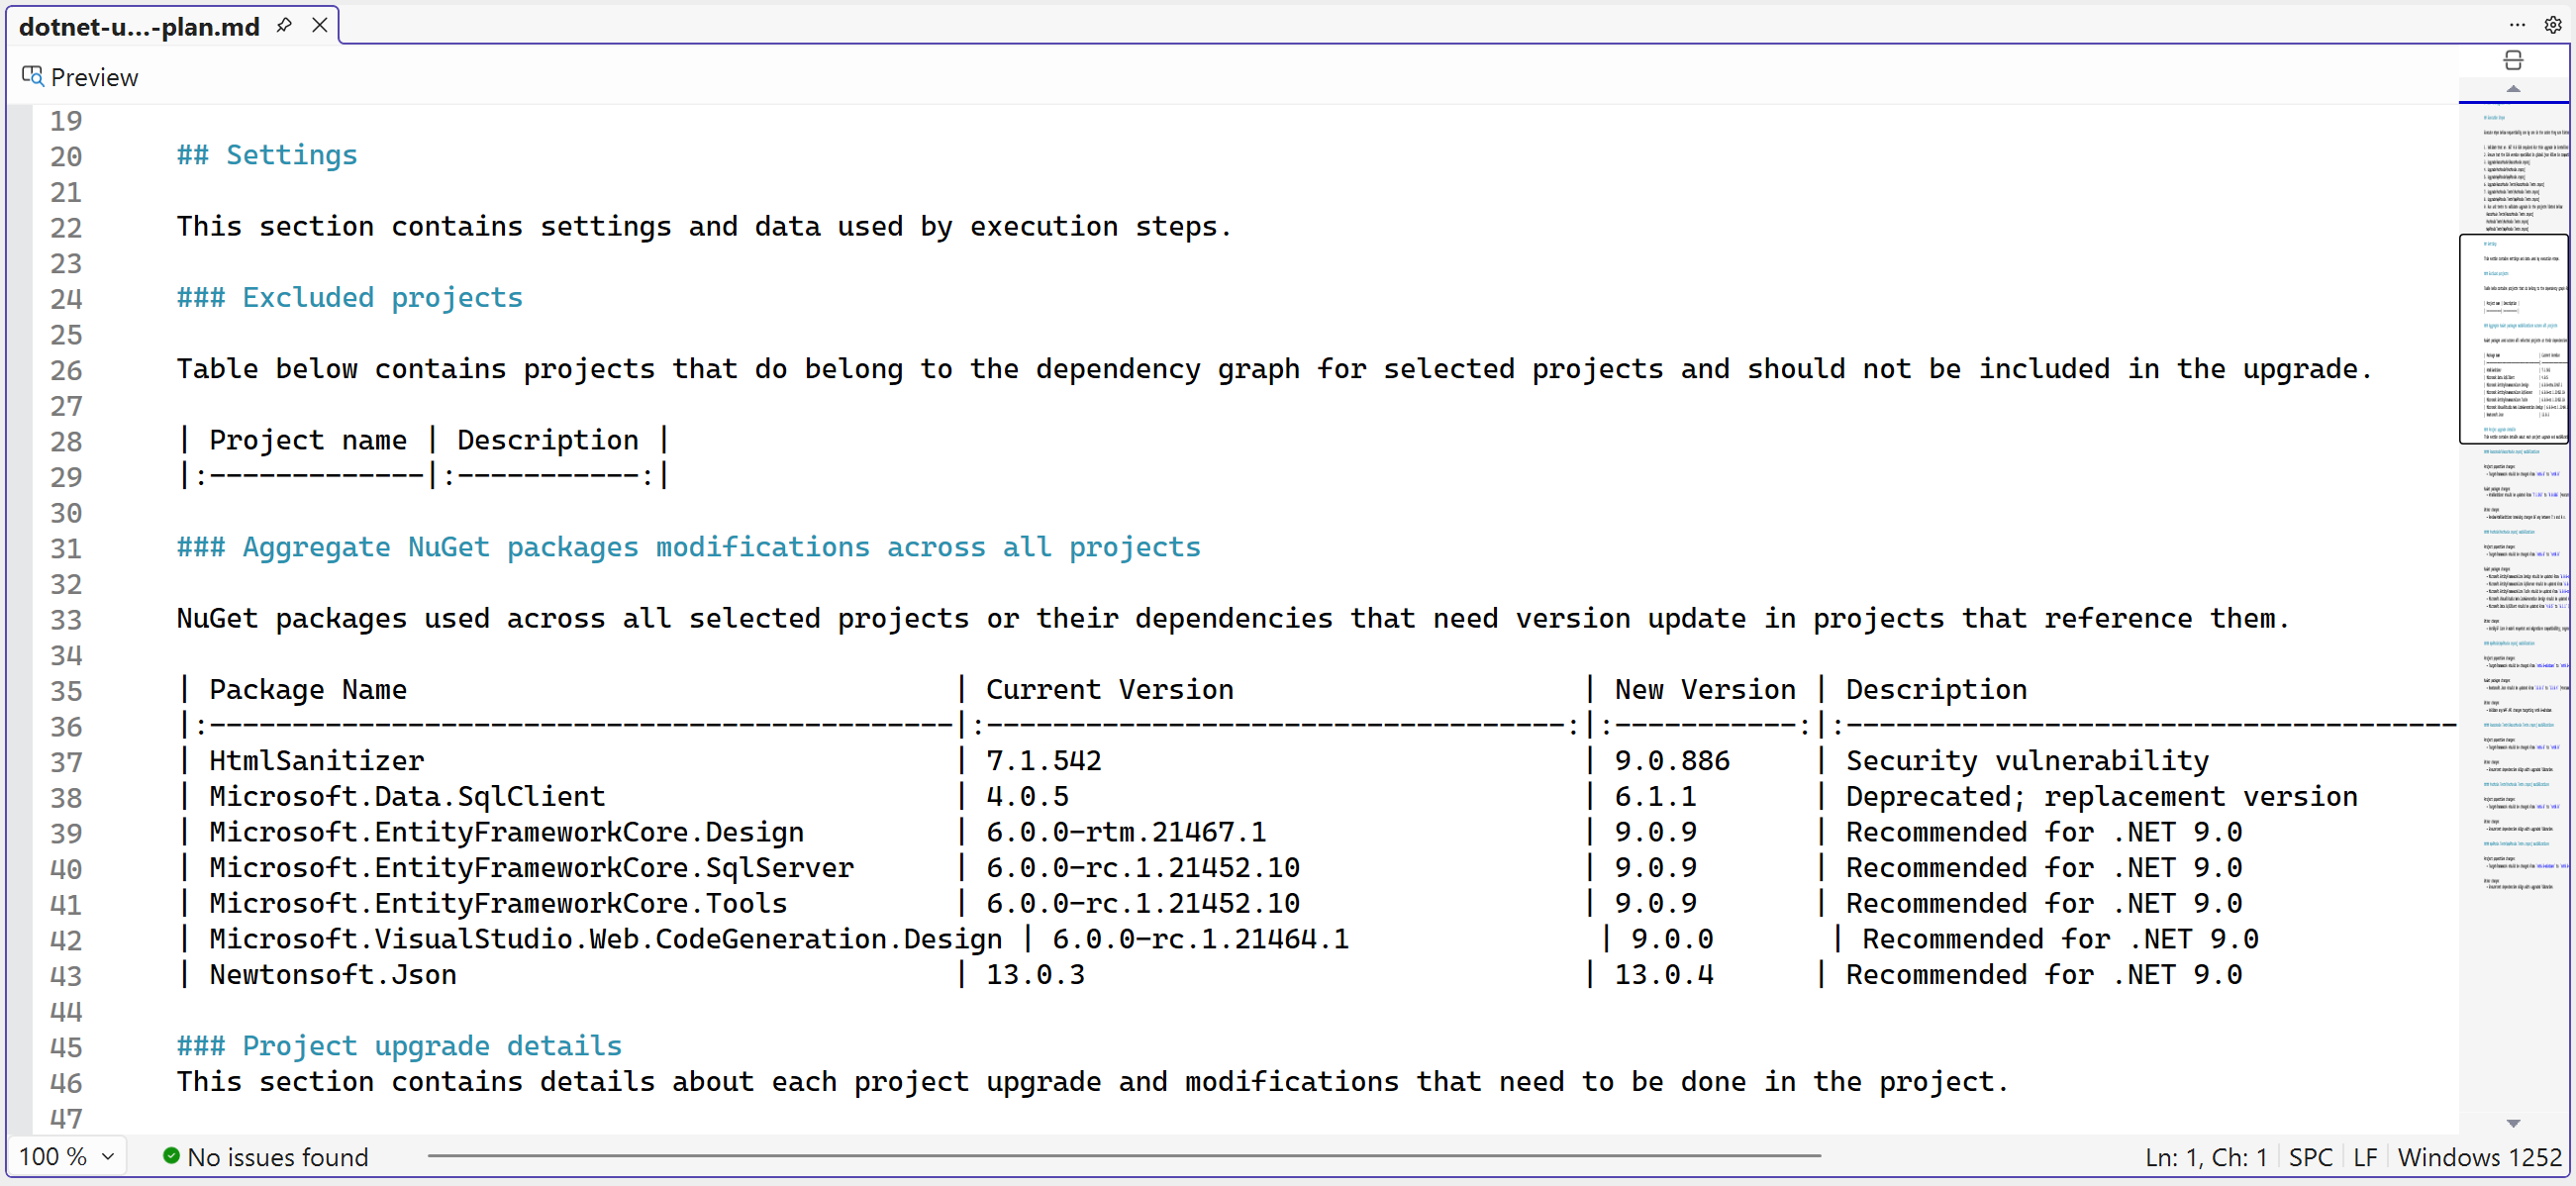 dotnet-u...-plan.md
Preview
19
20 ## Settings
21
22 This section contains settings and data used by execution steps.
23
24 ### Excluded projects
25
26 Table below contains projects that do belong to the dependency graph for selected projects and should not be included in the upgrade.
27
28 | Project name | Description |
29 |:-------------|:-----------:|
30
31 ### Aggregate NuGet packages modifications across all projects
32
33 NuGet packages used across all selected projects or their dependencies that need version update in projects that reference them.
34
35 | Package Name | Current Version | New Version | Description
36 |:---------------------------------------------|:-----------------------------------:|:-----------:|:-------------------------------------
37 | HtmlSanitizer | 7.1.542 | 9.0.886 | Security vulnerability
38 | Microsoft.Data.SqlClient | 4.0.5 | 6.1.1 | Deprecated; replacement version
39 | Microsoft.EntityFrameworkCore.Design | 6.0.0-rtm.21467.1 | 9.0.9 | Recommended for .NET 9.0
40 | Microsoft.EntityFrameworkCore.SqlServer | 6.0.0-rc.1.21452.10 | 9.0.9 | Recommended for .NET 9.0
41 | Microsoft.EntityFrameworkCore.Tools | 6.0.0-rc.1.21452.10 | 9.0.9 | Recommended for .NET 9.0
42 | Microsoft.VisualStudio.Web.CodeGeneration.Design | 6.0.0-rc.1.21464.1 | 9.0.0 | Recommended for .NET 9.0
43 | Newtonsoft.Json | 13.0.3 | 13.0.4 | Recommended for .NET 9.0
44
45 ### Project upgrade details
46 This section contains details about each project upgrade and modifications that need to be done in the project.
47
100 % No issues found Ln: 1, Ch: 1 SPC LF Windows 1252